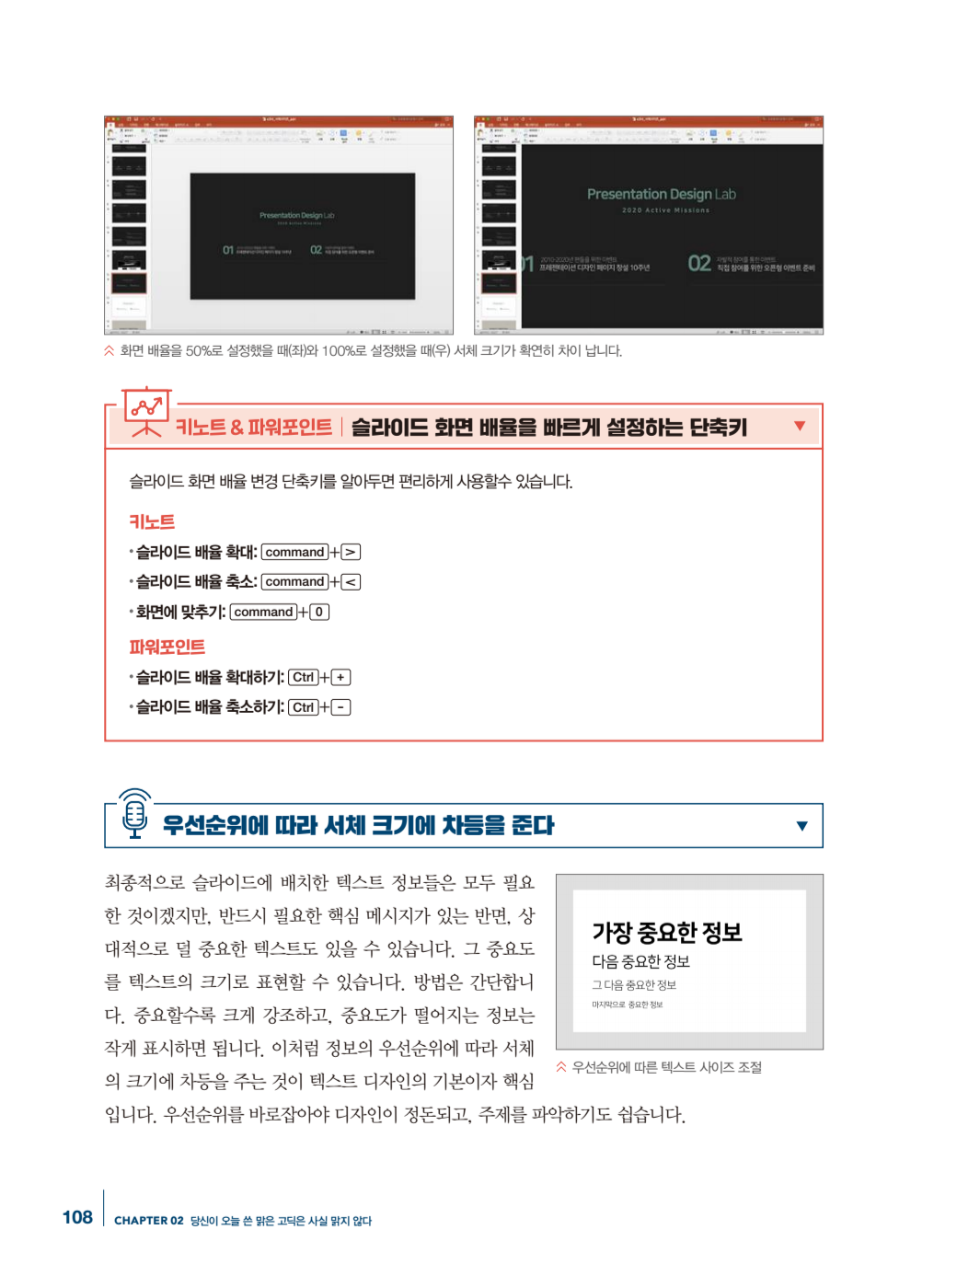 Presentation Design Lab
2020 Active Missions
01
02
Presentation Design Lab
2020 Active Missions
01 2010-2020년 분들을 위한 이벤트
프레젠테이션 디자인 페이지 창설 10주년
02
직접 참여를 위한 오픈형 이벤트 준비
화면 배율을 50%로 설정했을 때(좌)와 100%로 설정했을 때(우) 서체 크기가 확연히 차이 납니다.
키노트 & 파워포인트 | 슬라이드 화면 배율을 빠르게 설정하는 단축키 ▼
슬라이드 화면 배율 변경 단축키를 알아두면 편리하게 사용할수 있습니다.
키노트
• 슬라이드 배율 확대: command+>
• 슬라이드 배율 축소: command+<
• 화면에 맞추기: command+0
파워포인트
• 슬라이드 배율 확대하기: Ctrl++
• 슬라이드 배율 축소하기: Ctrl+-
우선순위에 따라 서체 크기에 차등을 준다 ▼
최종적으로 슬라이드에 배치한 텍스트 정보들은 모두 필요
한 것이겠지만, 반드시 필요한 핵심 메시지가 있는 반면, 상
대적으로 덜 중요한 텍스트도 있을 수 있습니다. 그 중요도
를 텍스트의 크기로 표현할 수 있습니다. 방법은 간단합니
다. 중요할수록 크게 강조하고, 중요도가 떨어지는 정보는
작게 표시하면 됩니다. 이처럼 정보의 우선순위에 따라 서체
의 크기에 차등을 주는 것이 텍스트 디자인의 기본이자 핵심
입니다. 우선순위를 바로잡아야 디자인이 정돈되고, 주제를 파악하기도 쉽습니다.
가장 중요한 정보
다음 중요한 정보
그 다음 중요한 정보
마지막으로 중요한 정보
우선순위에 따른 텍스트 사이즈 조절
108 CHAPTER 02 당신이 오늘 쓴 맑은 고딕은 사실 맑지 않다